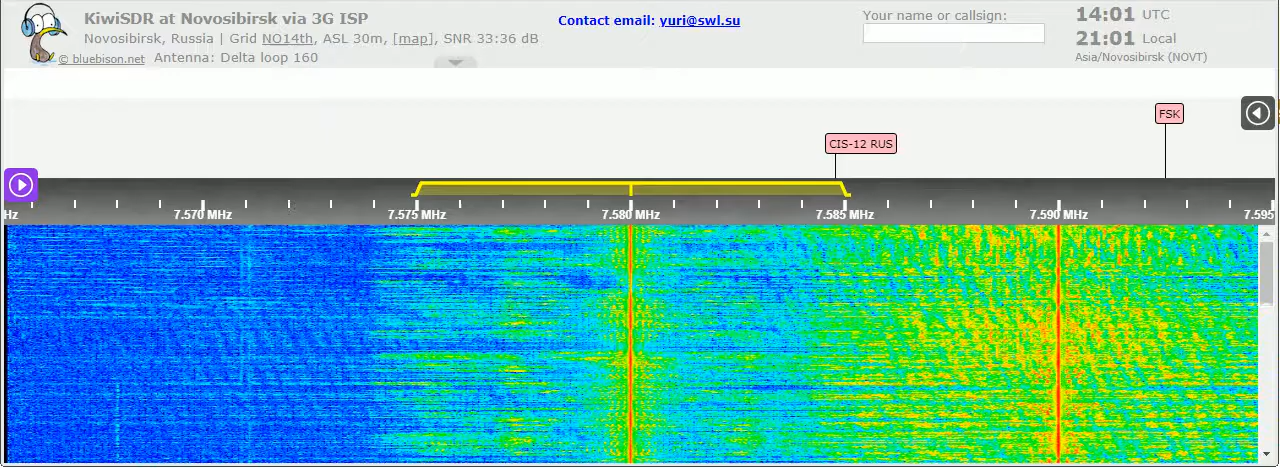 KiwiSDR at Novosibirsk via 3G ISP
Novosibirsk, Russia | Grid NO14th, ASL 30m, [map], SNR 33:36 dB
© bluebison.net Antenna: Delta loop 160
Contact email: yuri@swl.su
Your name or callsign:
14:01 UTC
21:01 Local
Asia/Novosibirsk (NOVT)
FSK
CIS-12 RUS
Hz 7.570 MHz 7.575 MHz 7.580 MHz 7.585 MHz 7.590 MHz 7.595